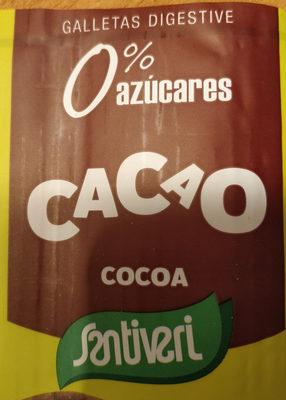 GALLETAS DIGESTIVE
0%
azúcares
CACAO
COCOA
Santiveri